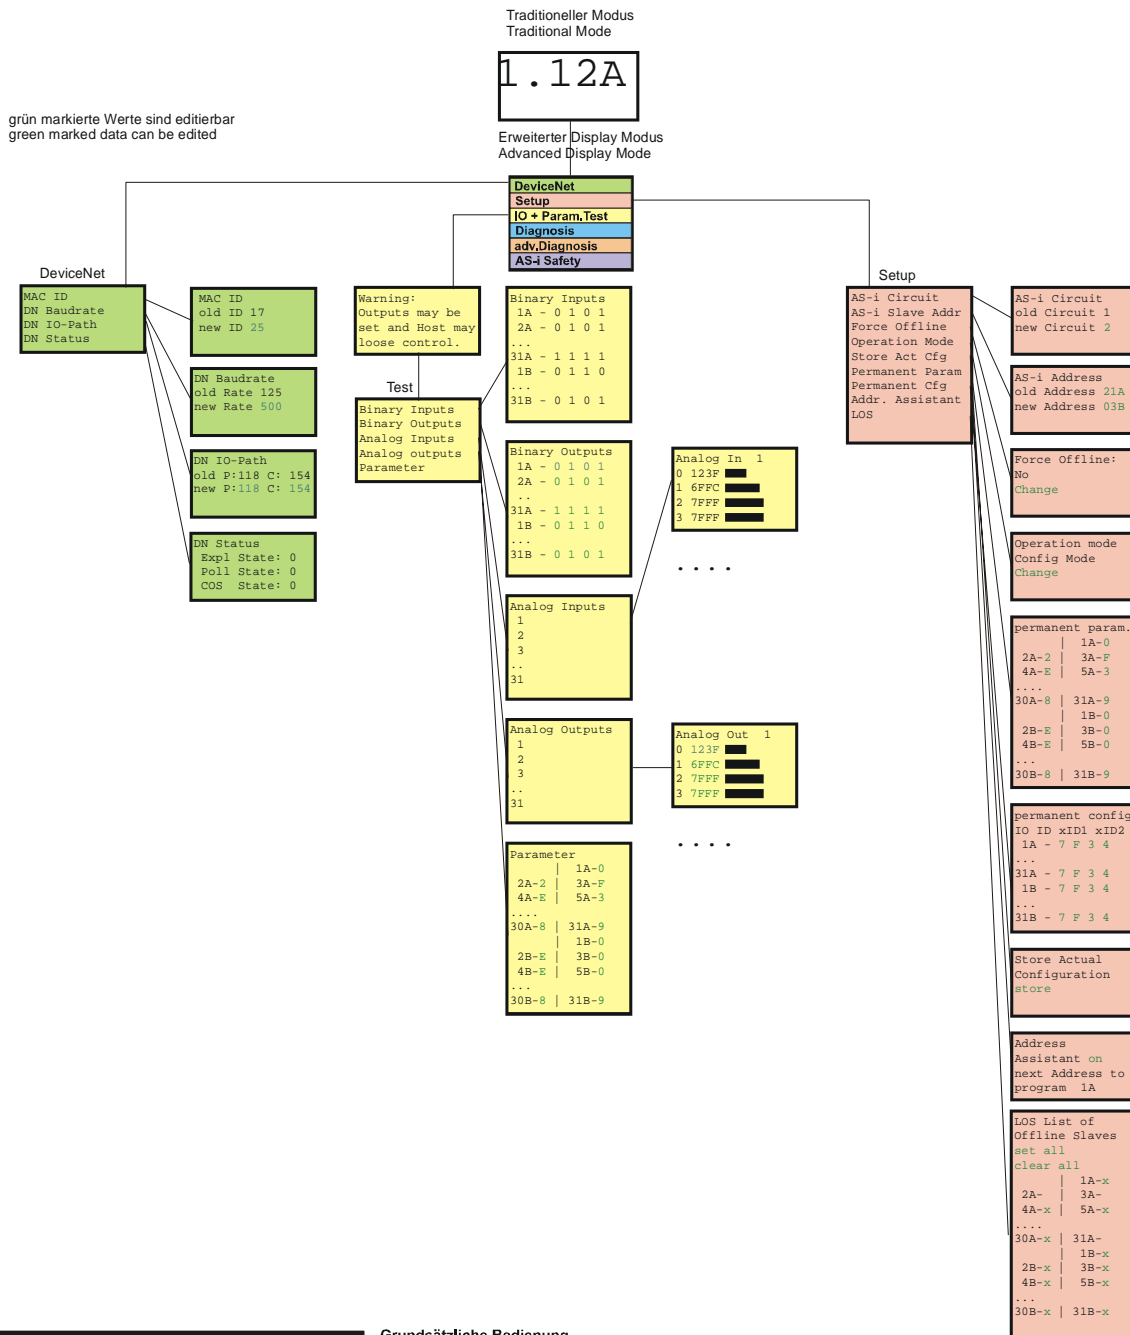 Traditioneller Modus
Traditional Mode
1.12A
grün markierte Werte sind editierbar
green marked data can be edited
Erweiterter Display Modus
Advanced Display Mode
DeviceNet
Setup
IO + Param.Test
Diagnosis
adv.Diagnosis
AS-i Safety
DeviceNet
MAC ID
DN Baudrate
DN IO-Path
DN Status
MAC ID
old ID 17
new ID 25
DN Baudrate
old Rate 125
new Rate 500
DN IO-Path
old P:118 C: 154
new P:118 C: 154
DN Status
Expl State: 0
Poll State: 0
COS State: 0
Warning:
Outputs may be
set and Host may
loose control.
Test
Binary Inputs
Binary Outputs
Analog Inputs
Analog outputs
Parameter
Binary Inputs
1A - 0 1 0 1
2A - 0 1 0 1
...
31A - 1 1 1 1
1B - 0 1 1 0
...
31B - 0 1 0 1
Binary Outputs
1A - 0 1 0 1
2A - 0 1 0 1
..
31A - 1 1 1 1
1B - 0 1 1 0
...
31B - 0 1 0 1
Analog Inputs
1
2
3
..
31
Analog Outputs
1
2
3
..
31
Parameter
| 1A-0
2A-2 | 3A-F
4A-E | 5A-3
....
30A-8 | 31A-9
| 1B-0
2B-E | 3B-0
4B-E | 5B-0
...
30B-8 | 31B-9
Analog In 1
0 123F
1 6FFC
2 7FFF
3 7FFF
. . . .
Analog Out 1
0 123F
1 6FFC
2 7FFF
3 7FFF
. . . .
Setup
AS-i Circuit
AS-i Slave Addr
Force Offline
Operation Mode
Store Act Cfg
Permanent Param
Permanent Cfg
Addr. Assistant
LOS
AS-i Circuit
old Circuit 1
new Circuit 2
AS-i Address
old Address 21A
new Address 03B
Force Offline:
No
Change
Operation mode
Config Mode
Change
permanent param.
| 1A-0
2A-2 | 3A-F
4A-E | 5A-3
....
30A-8 | 31A-9
| 1B-0
2B-E | 3B-0
4B-E | 5B-0
...
30B-8 | 31B-9
permanent config
IO ID xID1 xID2
1A - 7 F 3 4
...
31A - 7 F 3 4
1B - 7 F 3 4
...
31B - 7 F 3 4
Store Actual
Configuration
store
Address
Assistant on
next Address to
program 1A
LOS List of
Offline Slaves
set all
clear all
| 1A-x
2A- | 3A-
4A-x | 5A-x
....
30A-x | 31A-
| 1B-x
2B-x | 3B-x
4B-x | 5B-x
...
30B-x | 31B-x
Grundsätzliche Bedienung